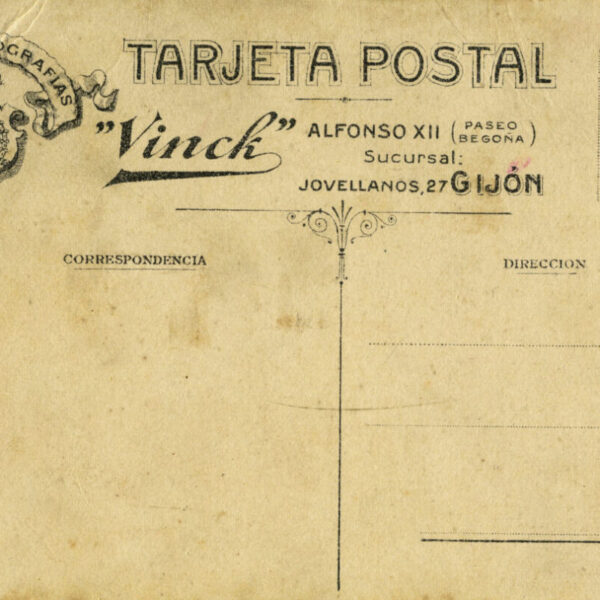 OGRAFIAS
TARJETA POSTAL
"Vinck"
ALFONSO XII (PASEO BEGOÑA)
Sucursal:
JOVELLANOS, 27 GIJÓN
CORRESPONDENCIA
DIRECCION